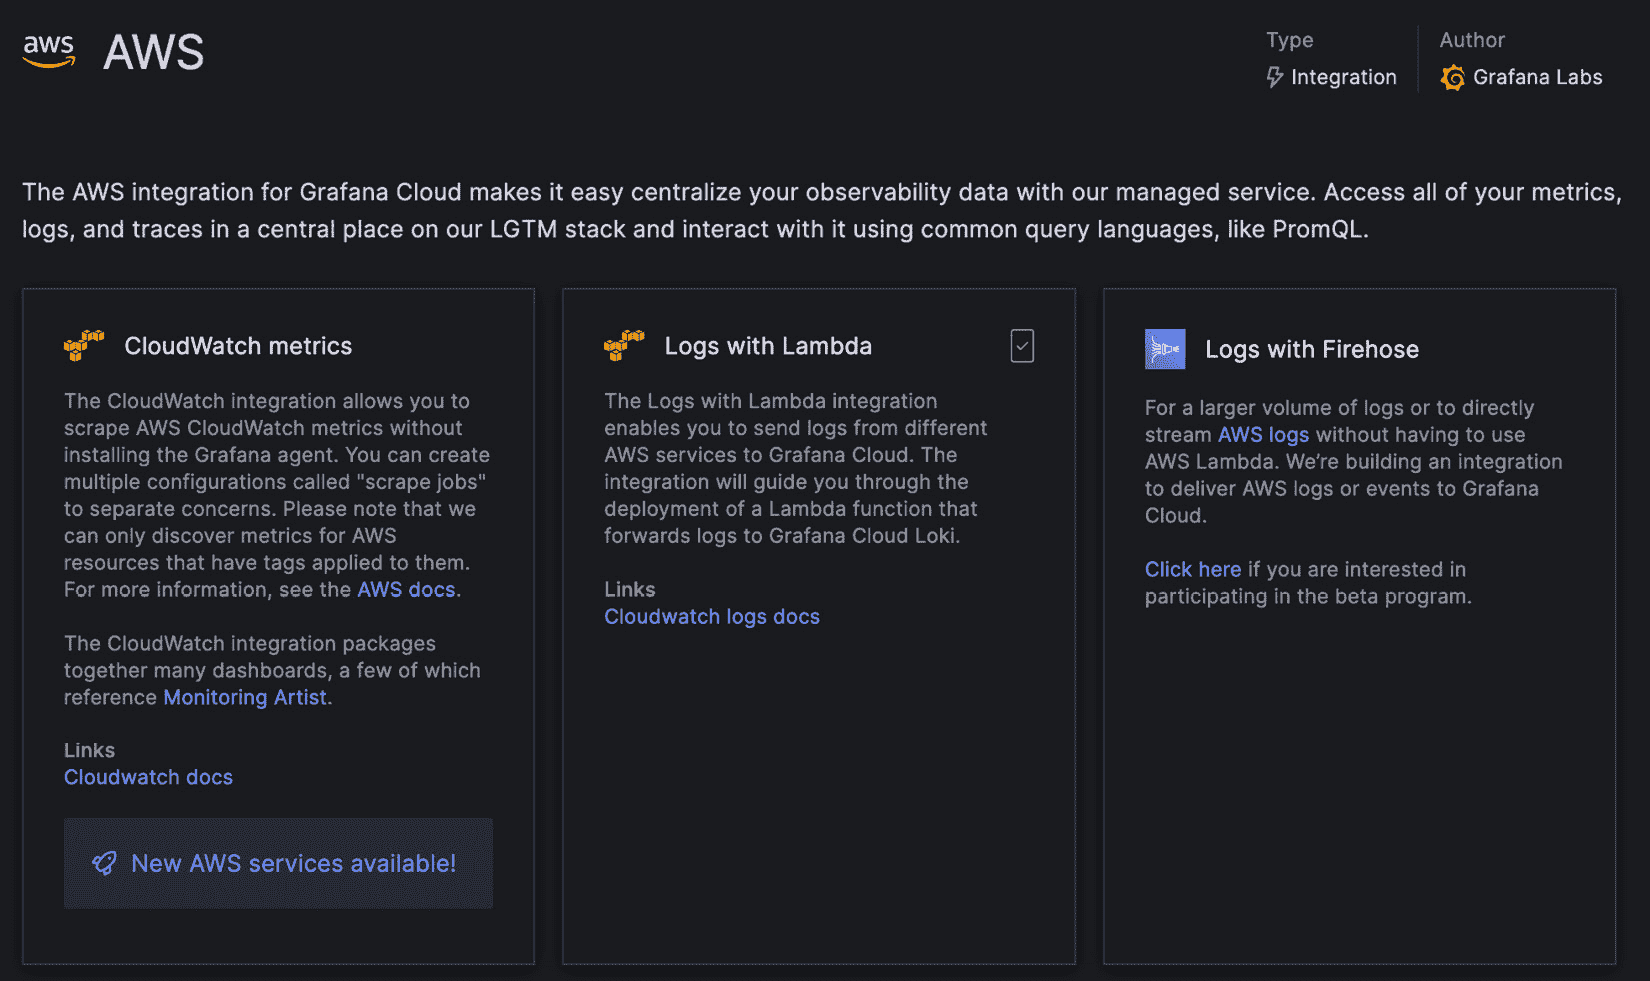 aws AWS
Type
Integration
Author
Grafana Labs
The AWS integration for Grafana Cloud makes it easy centralize your observability data with our managed service. Access all of your metrics,
logs, and traces in a central place on our LGTM stack and interact with it using common query languages, like PromQL.
CloudWatch metrics
The CloudWatch integration allows you to
scrape AWS CloudWatch metrics without
installing the Grafana agent. You can create
multiple configurations called "scrape jobs"
to separate concerns. Please note that we
can only discover metrics for AWS
resources that have tags applied to them.
For more information, see the AWS docs.
The CloudWatch integration packages
together many dashboards, a few of which
reference Monitoring Artist.
Links
Cloudwatch docs
New AWS services available!
Logs with Lambda
The Logs with Lambda integration
enables you to send logs from different
AWS services to Grafana Cloud. The
integration will guide you through the
deployment of a Lambda function that
forwards logs to Grafana Cloud Loki.
Links
Cloudwatch logs docs
Logs with Firehose
For a larger volume of logs or to directly
stream AWS logs without having to use
AWS Lambda. We’re building an integration
to deliver AWS logs or events to Grafana
Cloud.
Click here if you are interested in
participating in the beta program.